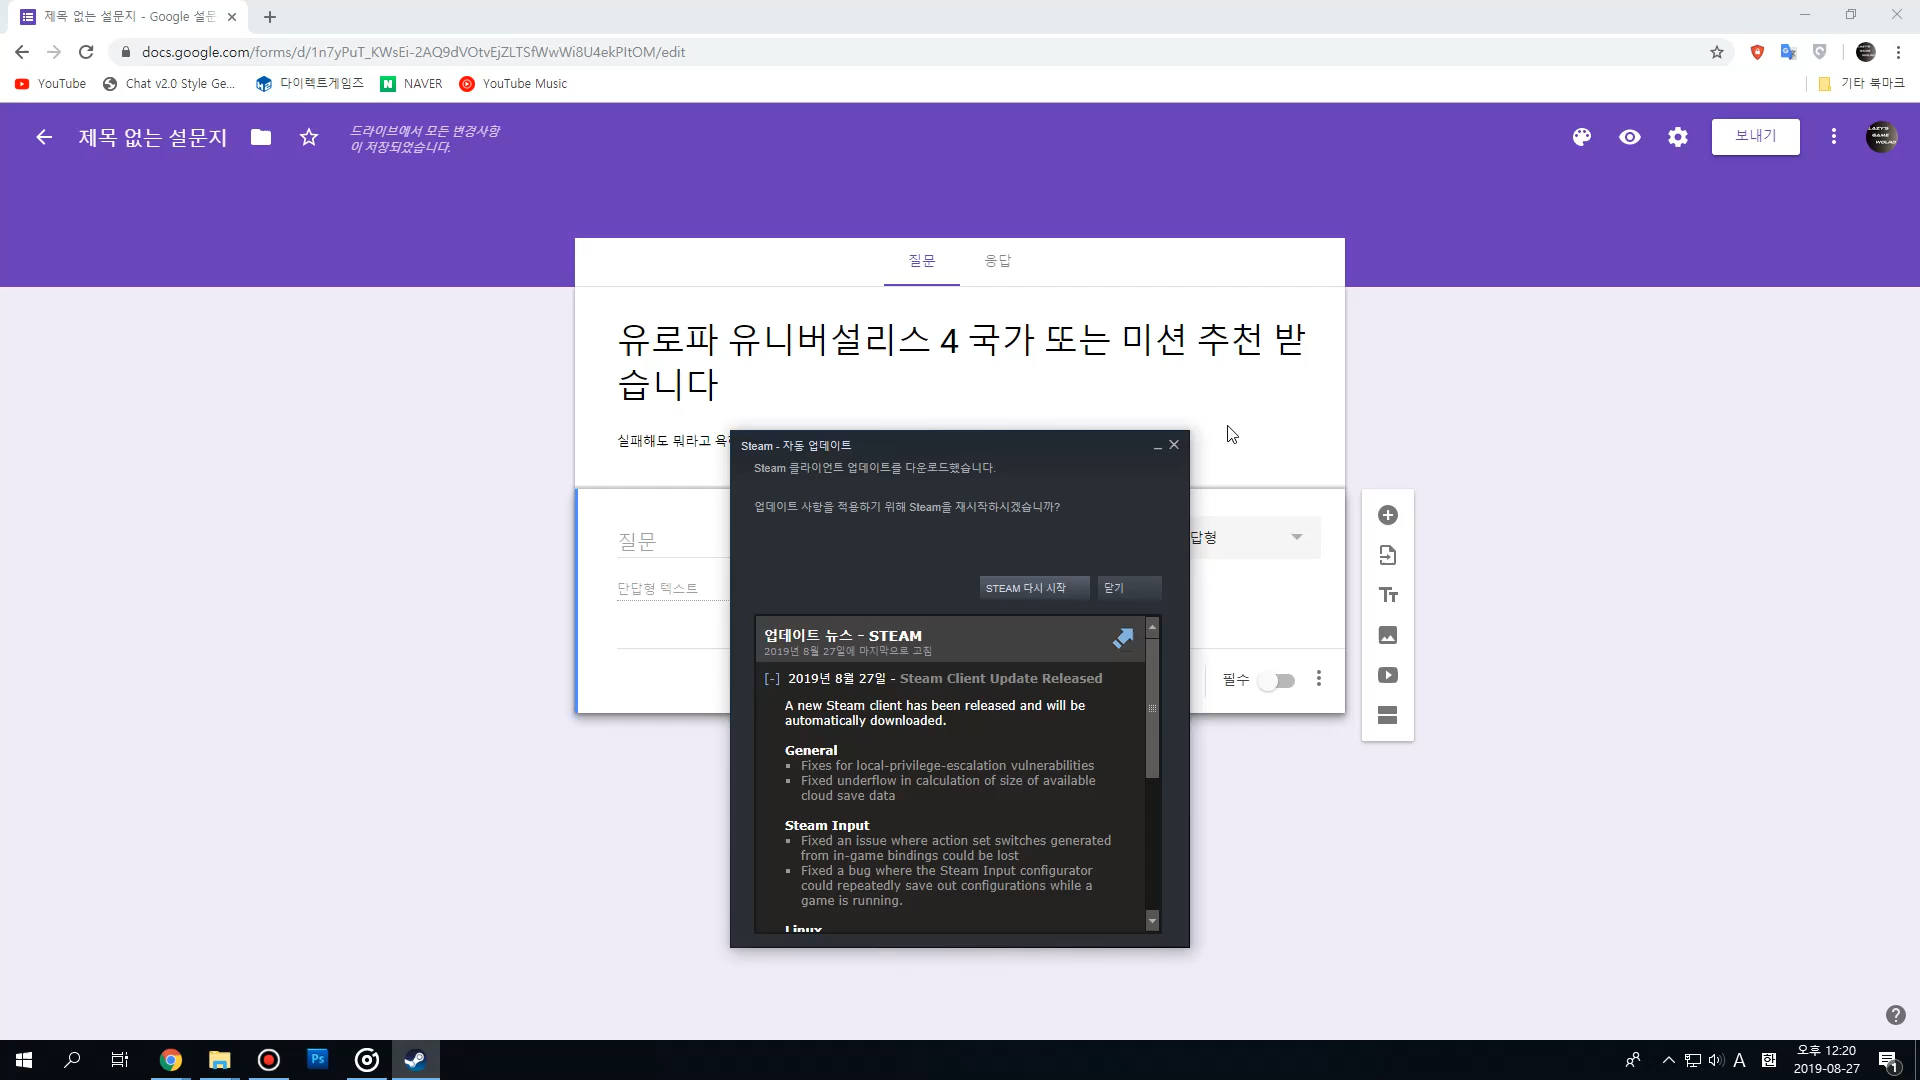 제목 없는 설문지 - Google 설문
docs.google.com/forms/d/1n7yPuT_KWsEi-2AQ9dVOtvEjZLTSfWwWi8U4ekPItOM/edit
YouTube
Chat v2.0 Style Ge...
다이렉트게임즈
NAVER
YouTube Music
기타 북마크
제목 없는 설문지
드라이브에서 모든 변경사항
이 저장되었습니다.
보내기
LAZY'S
GAME
질문
응답
유로파 유니버설리스 4 국가 또는 미션 추천 받
습니다
실패해도 뭐라고
Steam - 자동 업데이트
Steam 클라이언트 업데이트를 다운로드했습니다.
업데이트 사항을 적용하기 위해 Steam을 재시작하시겠습니까?
질문
답형
단답형 텍스트
STEAM 다시 시작
닫기
업데이트 뉴스 - STEAM
2019년 8월 27일에 마지막으로 고침
[-] 2019년 8월 27일 - Steam Client Update Released
필수
A new Steam client has been released and will be
automatically downloaded.
General
Fixes for local-privilege-escalation vulnerabilities
Fixed underflow in calculation of size of available
cloud save data
Steam Input
Fixed an issue where action set switches generated
from in-game bindings could be lost
Fixed a bug where the Steam Input configurator
could repeatedly save out configurations while a
game is running.
Linux
Ps
A
한
오후 12:20
2019-08-27
1